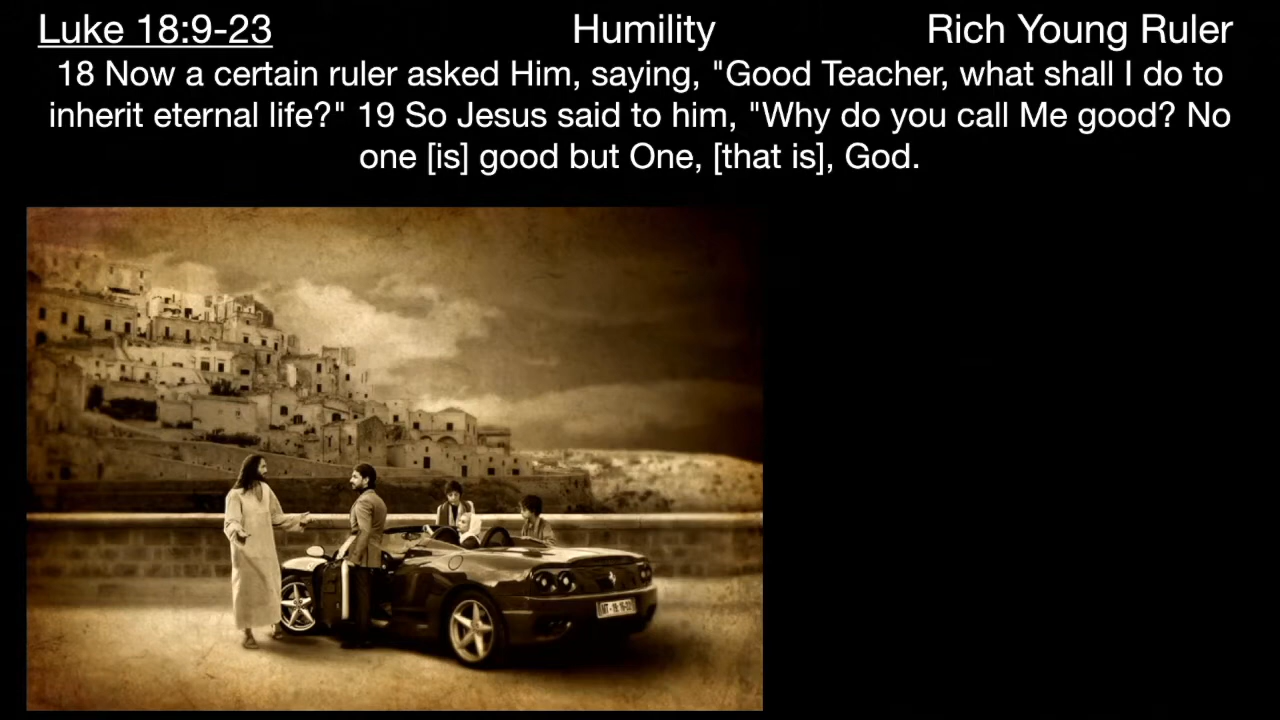 Luke 18:9-23 Humility Rich Young Ruler
18 Now a certain ruler asked Him, saying, "Good Teacher, what shall I do to
inherit eternal life?" 19 So Jesus said to him, "Why do you call Me good? No
one [is] good but One, [that is], God.